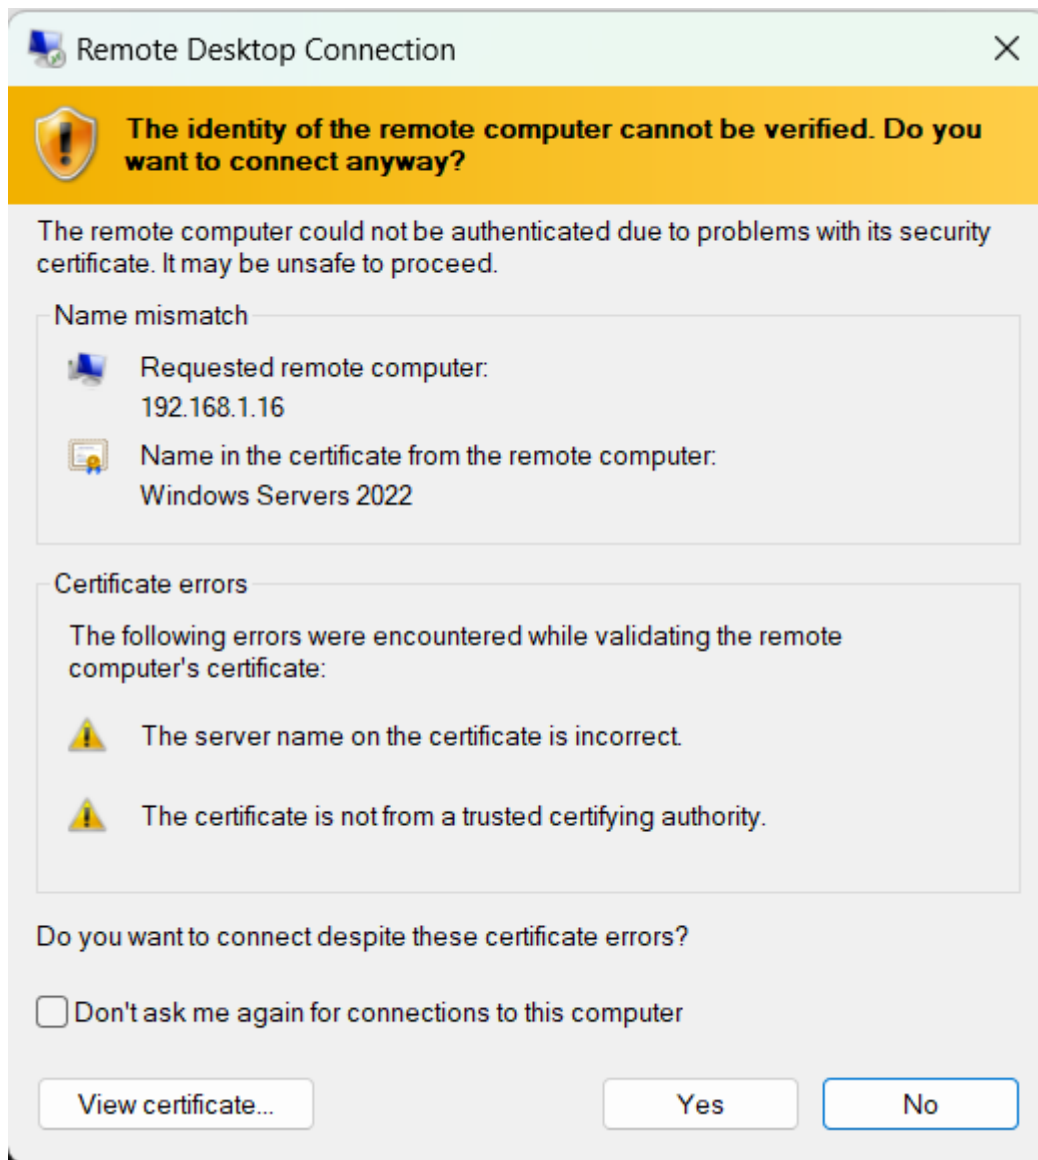 Remote Desktop Connection
The identity of the remote computer cannot be verified. Do you
want to connect anyway?
The remote computer could not be authenticated due to problems with its security
certificate. It may be unsafe to proceed.
Name mismatch
Requested remote computer:
192.168.1.16
Name in the certificate from the remote computer:
Windows Servers 2022
Certificate errors
The following errors were encountered while validating the remote
computer's certificate:
The server name on the certificate is incorrect.
The certificate is not from a trusted certifying authority.
Do you want to connect despite these certificate errors?
Don't ask me again for connections to this computer
View certificate... Yes No